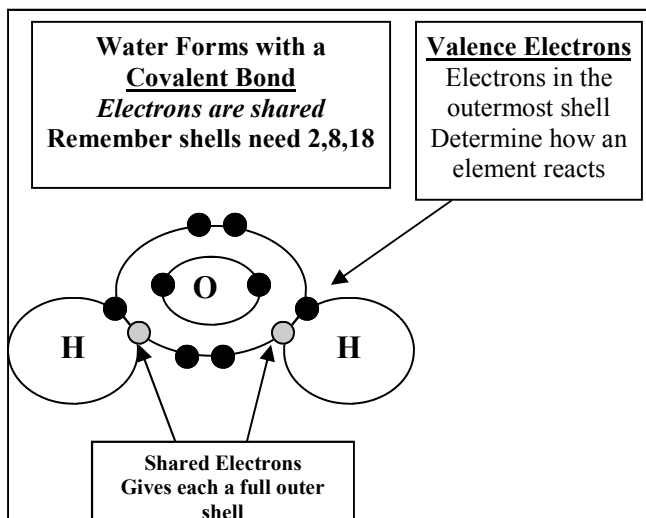 Water Forms with a
Covalent Bond
Electrons are shared
Remember shells need 2,8,18
Valence Electrons
Electrons in the
outermost shell
Determine how an
element reacts
O
H
H
Shared Electrons
Gives each a full outer
shell